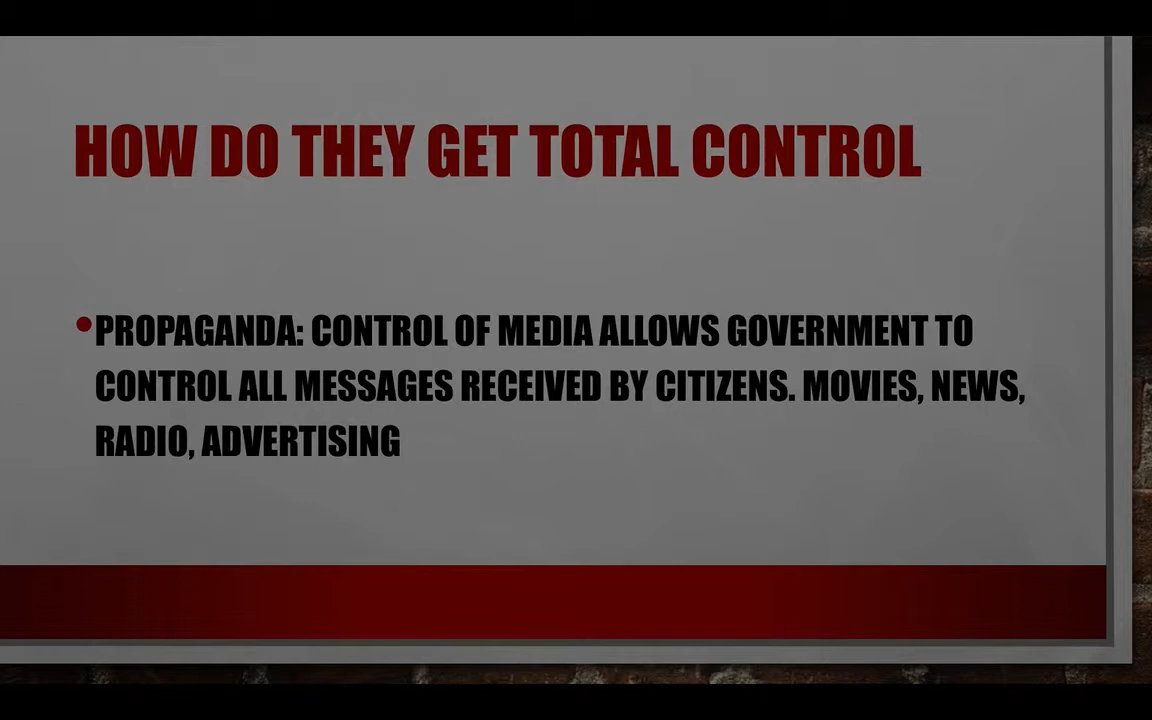 HOW DO THEY GET TOTAL CONTROL
•PROPAGANDA: CONTROL OF MEDIA ALLOWS GOVERNMENT TO
CONTROL ALL MESSAGES RECEIVED BY CITIZENS. MOVIES, NEWS,
RADIO, ADVERTISING